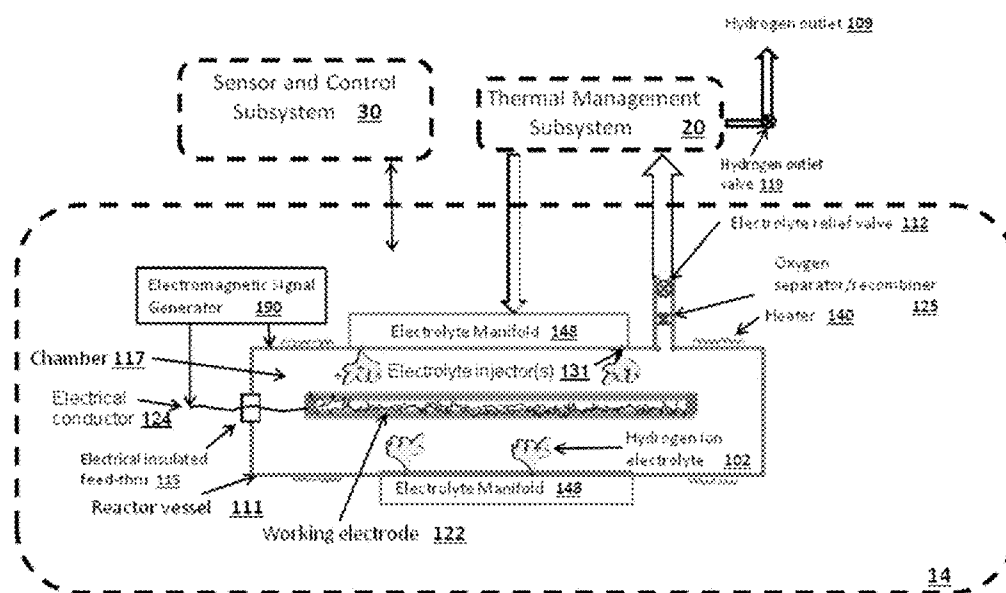 Hydrogen outlet 109
Sensor and Control
Subsystem 30
Thermal Management
Subsystem 20
Hydrogen outlet
valve 119
Electrolyte relief valve 112
Electromagnetic Signal
Generator 190
Oxygen
separator/recombiner
125
Electrolyte Manifold 148
Heater 140
Chamber 117
Electrolyte injector(s) 131
Electrical
conductor 124
Electrical insulated
feed-thru 113
Hydrogen ion
electrolyte 102
Electrolyte Manifold 148
Reactor vessel 111
Working electrode 122
14